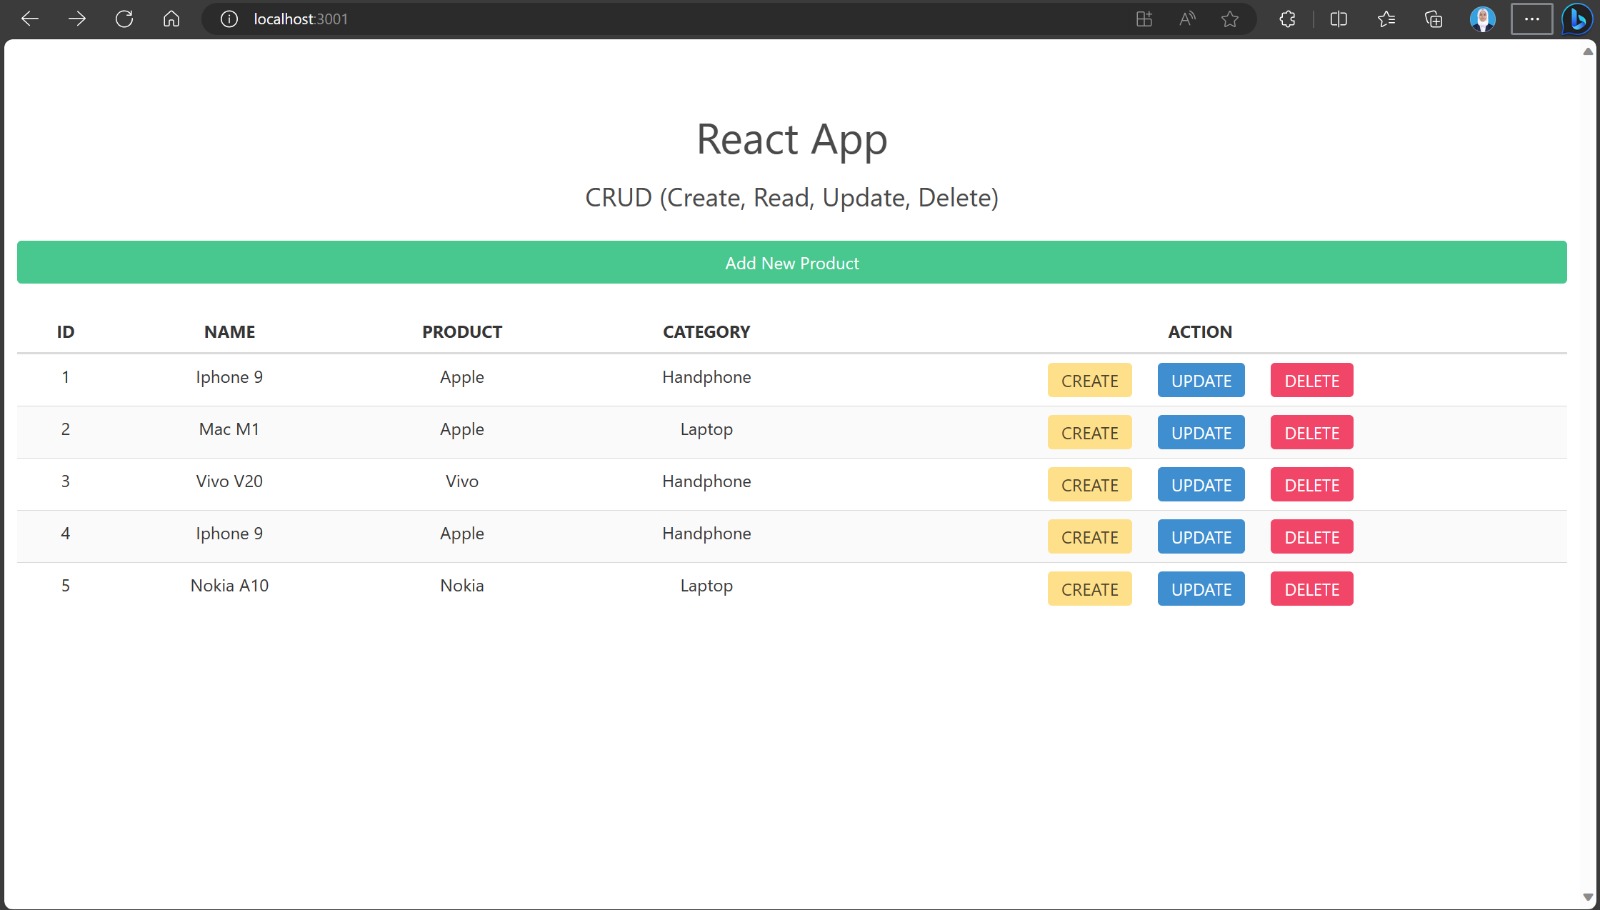 localhost:3001
React App
CRUD (Create, Read, Update, Delete)
Add New Product
ID NAME PRODUCT CATEGORY ACTION
1 Iphone 9 Apple Handphone CREATE UPDATE DELETE
2 Mac M1 Apple Laptop CREATE UPDATE DELETE
3 Vivo V20 Vivo Handphone CREATE UPDATE DELETE
4 Iphone 9 Apple Handphone CREATE UPDATE DELETE
5 Nokia A10 Nokia Laptop CREATE UPDATE DELETE